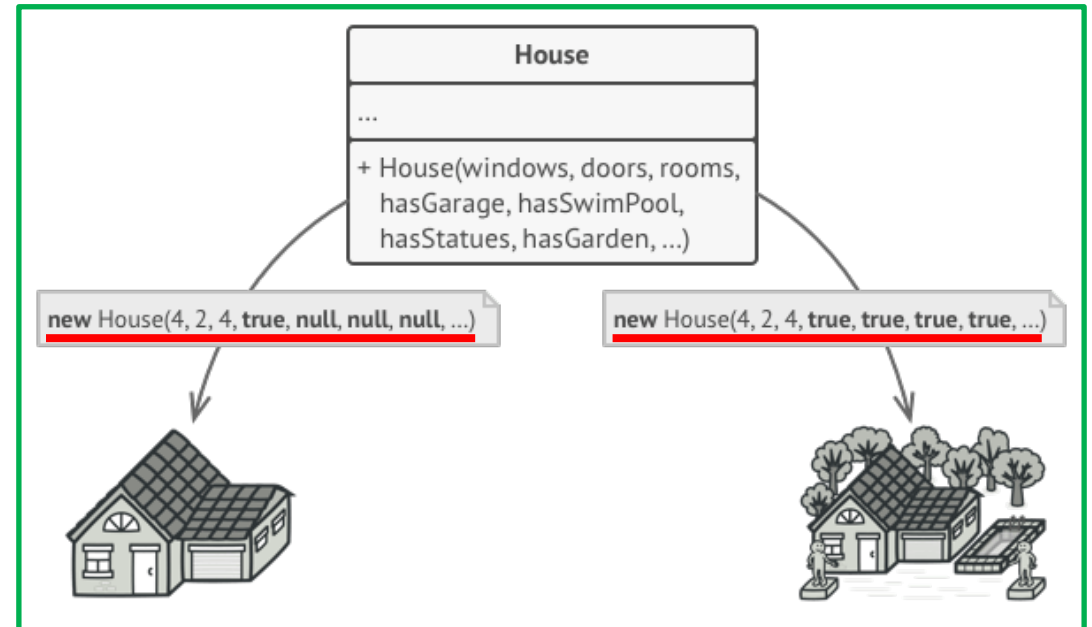 House
...
+ House(windows, doors, rooms,
hasGarage, hasSwimPool,
hasStatues, hasGarden, ...)
new House(4, 2, 4, true, null, null, null, ...)
new House(4, 2, 4, true, true, true, true, ...)